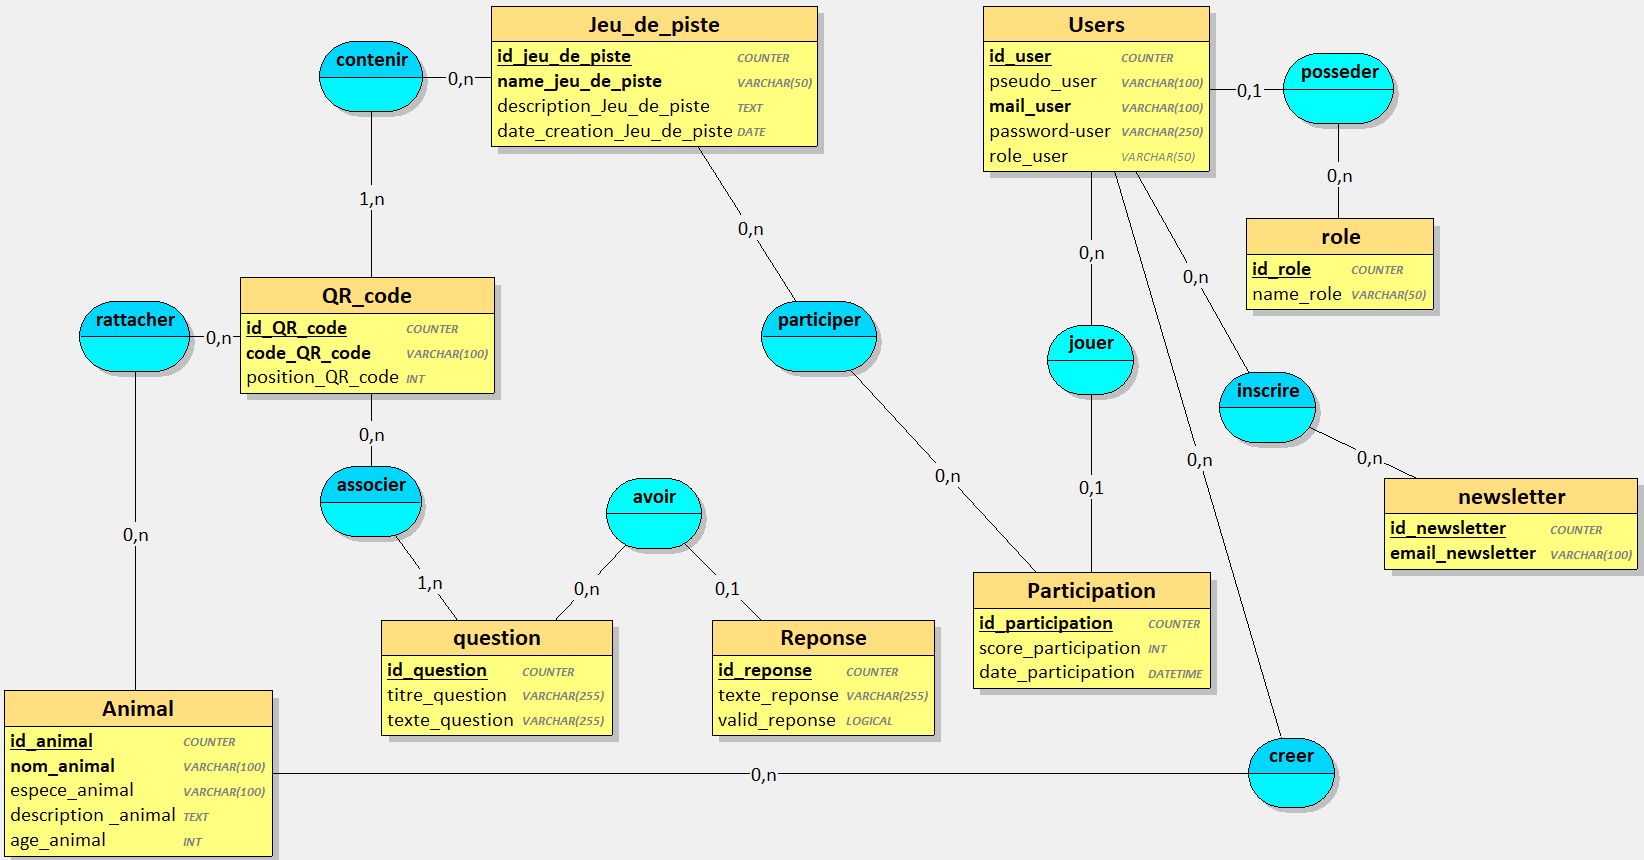 Jeu_de_piste
id_jeu_de_piste COUNTER
name_jeu_de_piste VARCHAR(50)
description_Jeu_de_piste TEXT
date_creation_Jeu_de_piste DATE
Users
id_user COUNTER
pseudo_user VARCHAR(100)
mail_user VARCHAR(100)
password-user VARCHAR(250)
role_user VARCHAR(50)
contenir
0,n
posseder
0,1
1,n
0,n
0,n
0,n
0,n
role
id_role COUNTER
name_role VARCHAR(50)
QR_code
id_QR_code COUNTER
code_QR_code VARCHAR(100)
position_QR_code INT
rattacher
0,n
participer
jouer
inscrire
0,n
0,n
0,n
0,n
0,n
0,1
associer
avoir
newsletter
id_newsletter COUNTER
email_newsletter VARCHAR(100)
0,n
1,n
0,n
0,1
Participation
id_participation COUNTER
score_participation INT
date_participation DATETIME
question
id_question COUNTER
titre_question VARCHAR(255)
texte_question VARCHAR(255)
Reponse
id_reponse COUNTER
texte_reponse VARCHAR(255)
valid_reponse LOGICAL
Animal
id_animal COUNTER
nom_animal VARCHAR(100)
espece_animal VARCHAR(100)
description _animal TEXT
age_animal INT
0,n
creer